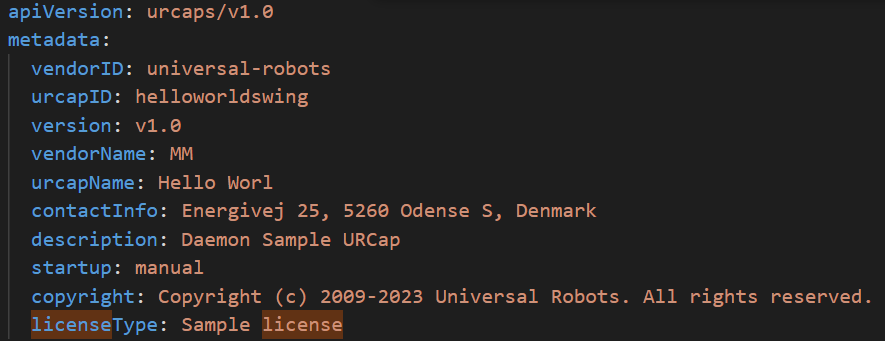 apiVersion: urcaps/v1.0
metadata:
vendorID: universal-robots
urcapID: helloworldswing
version: v1.0
vendorName: MM
urcapName: Hello Worl
contactInfo: Energivej 25, 5260 Odense S, Denmark
description: Daemon Sample URCap
startup: manual
copyright: Copyright (c) 2009-2023 Universal Robots. All rights reserved.
licenseType: Sample license